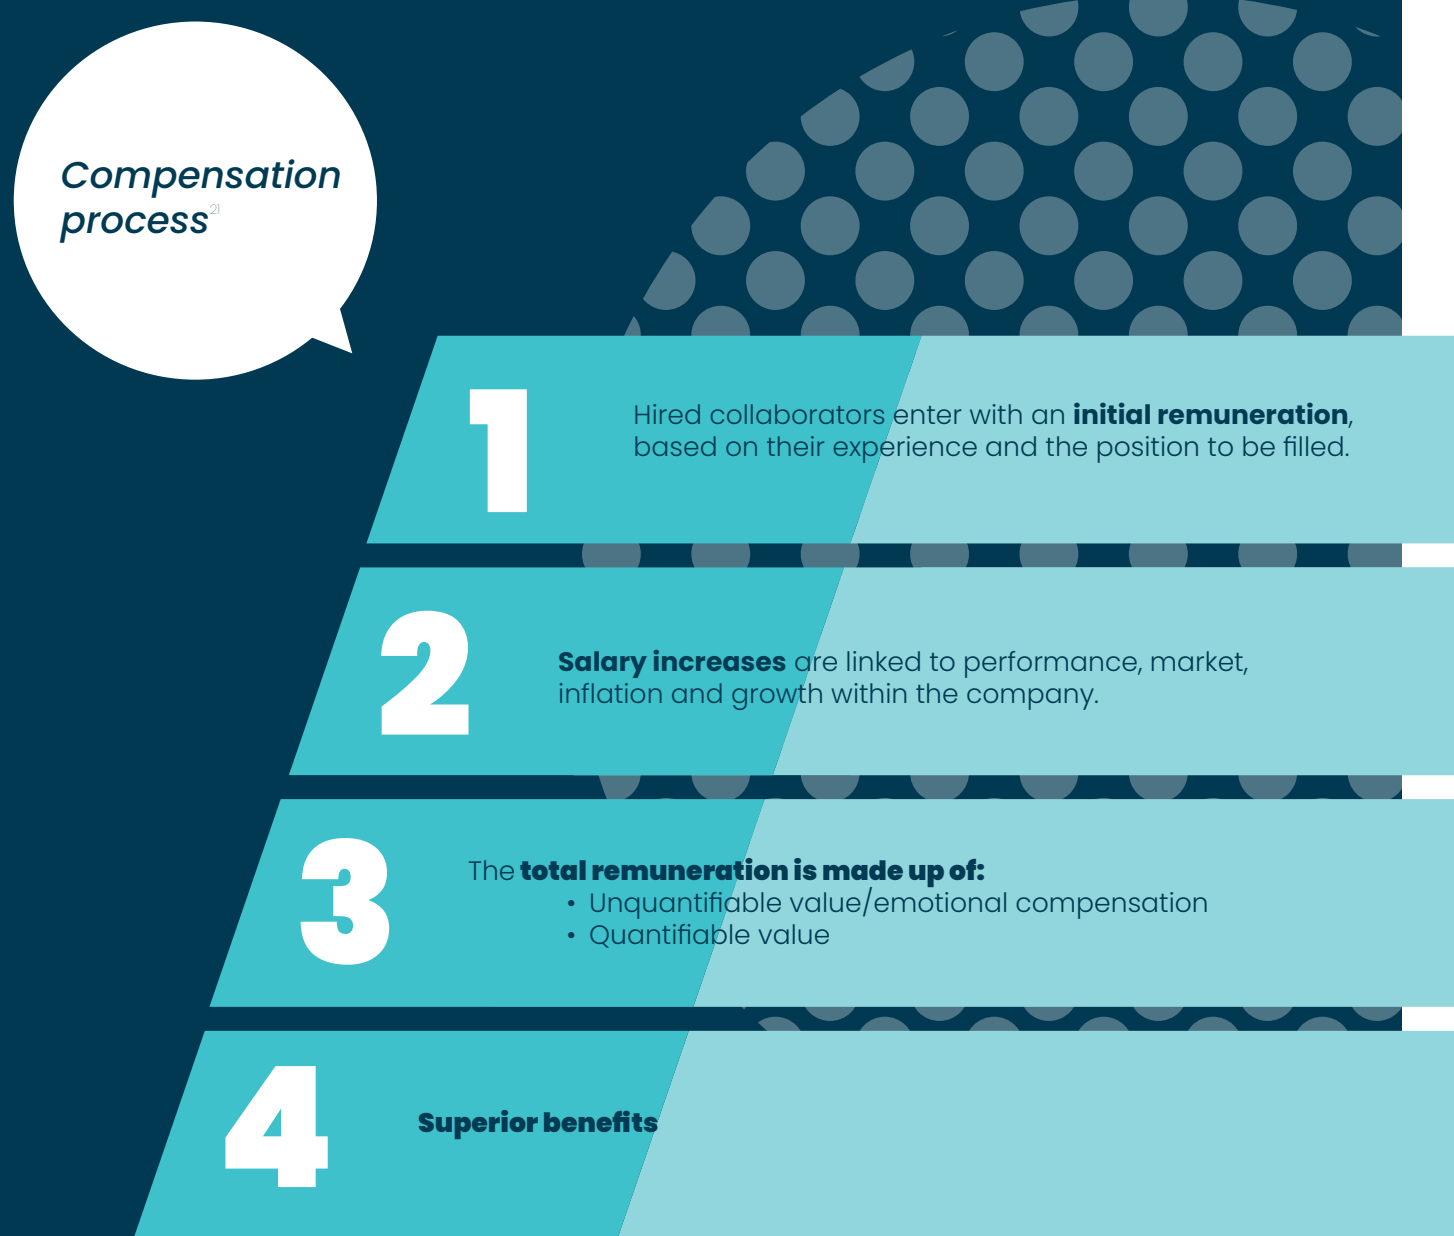 Compensation
process21
1
Hired collaborators enter with an initial remuneration,
based on their experience and the position to be filled.
2
Salary increases are linked to performance, market,
inflation and growth within the company.
3
The total remuneration is made up of:
• Unquantifiable value/emotional compensation
• Quantifiable value
4
Superior benefits